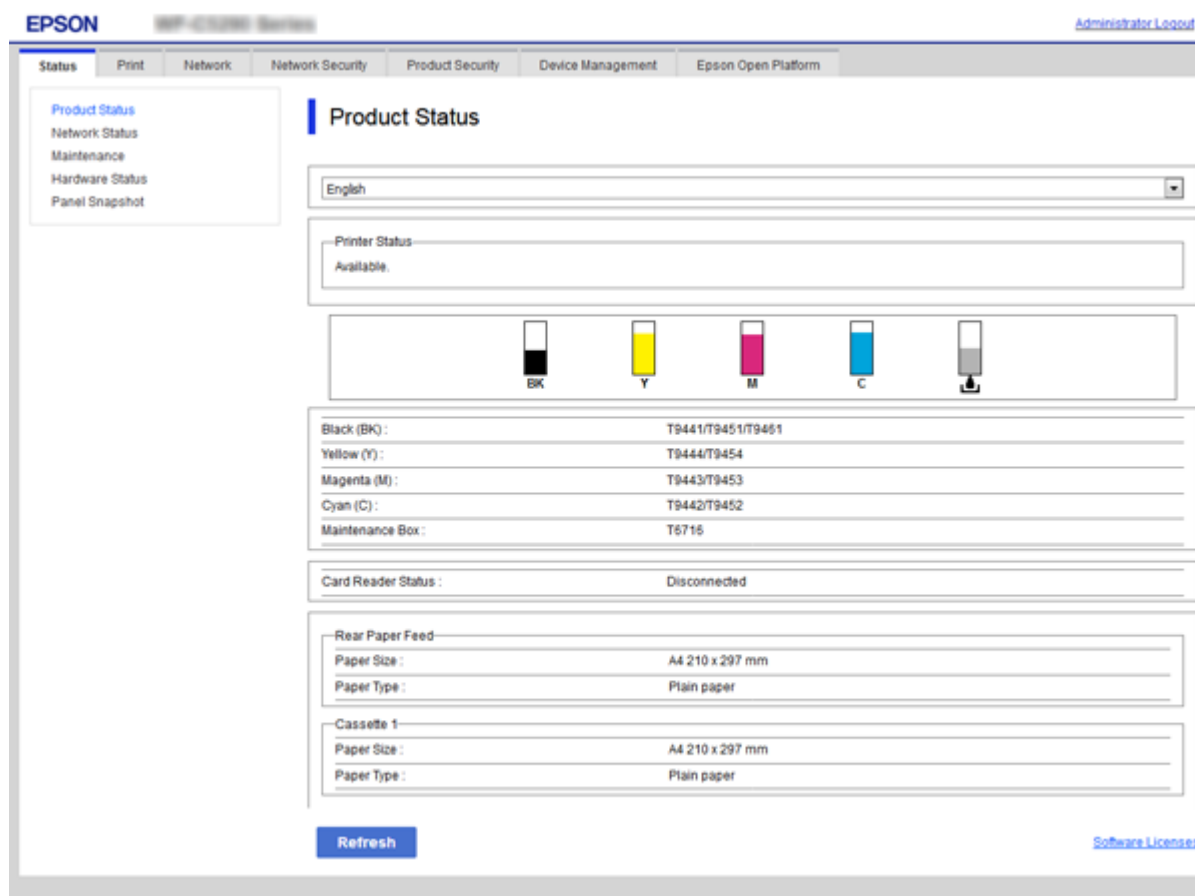 EPSON
Administrator Logout
Status Print Network Network Security Product Security Device Management Epson Open Platform
Product Status
Network Status
Maintenance
Hardware Status
Panel Snapshot
Product Status
English
Printer Status
Available.
BK Y M C
Black (BK) : T9441/T9451/T9461
Yellow (Y) : T9444/T9454
Magenta (M) : T9443/T9453
Cyan (C) : T9442/T9452
Maintenance Box : T6716
Card Reader Status : Disconnected
Rear Paper Feed
Paper Size : A4 210 x 297 mm
Paper Type : Plain paper
Cassette 1
Paper Size : A4 210 x 297 mm
Paper Type : Plain paper
Refresh
Software Licenses